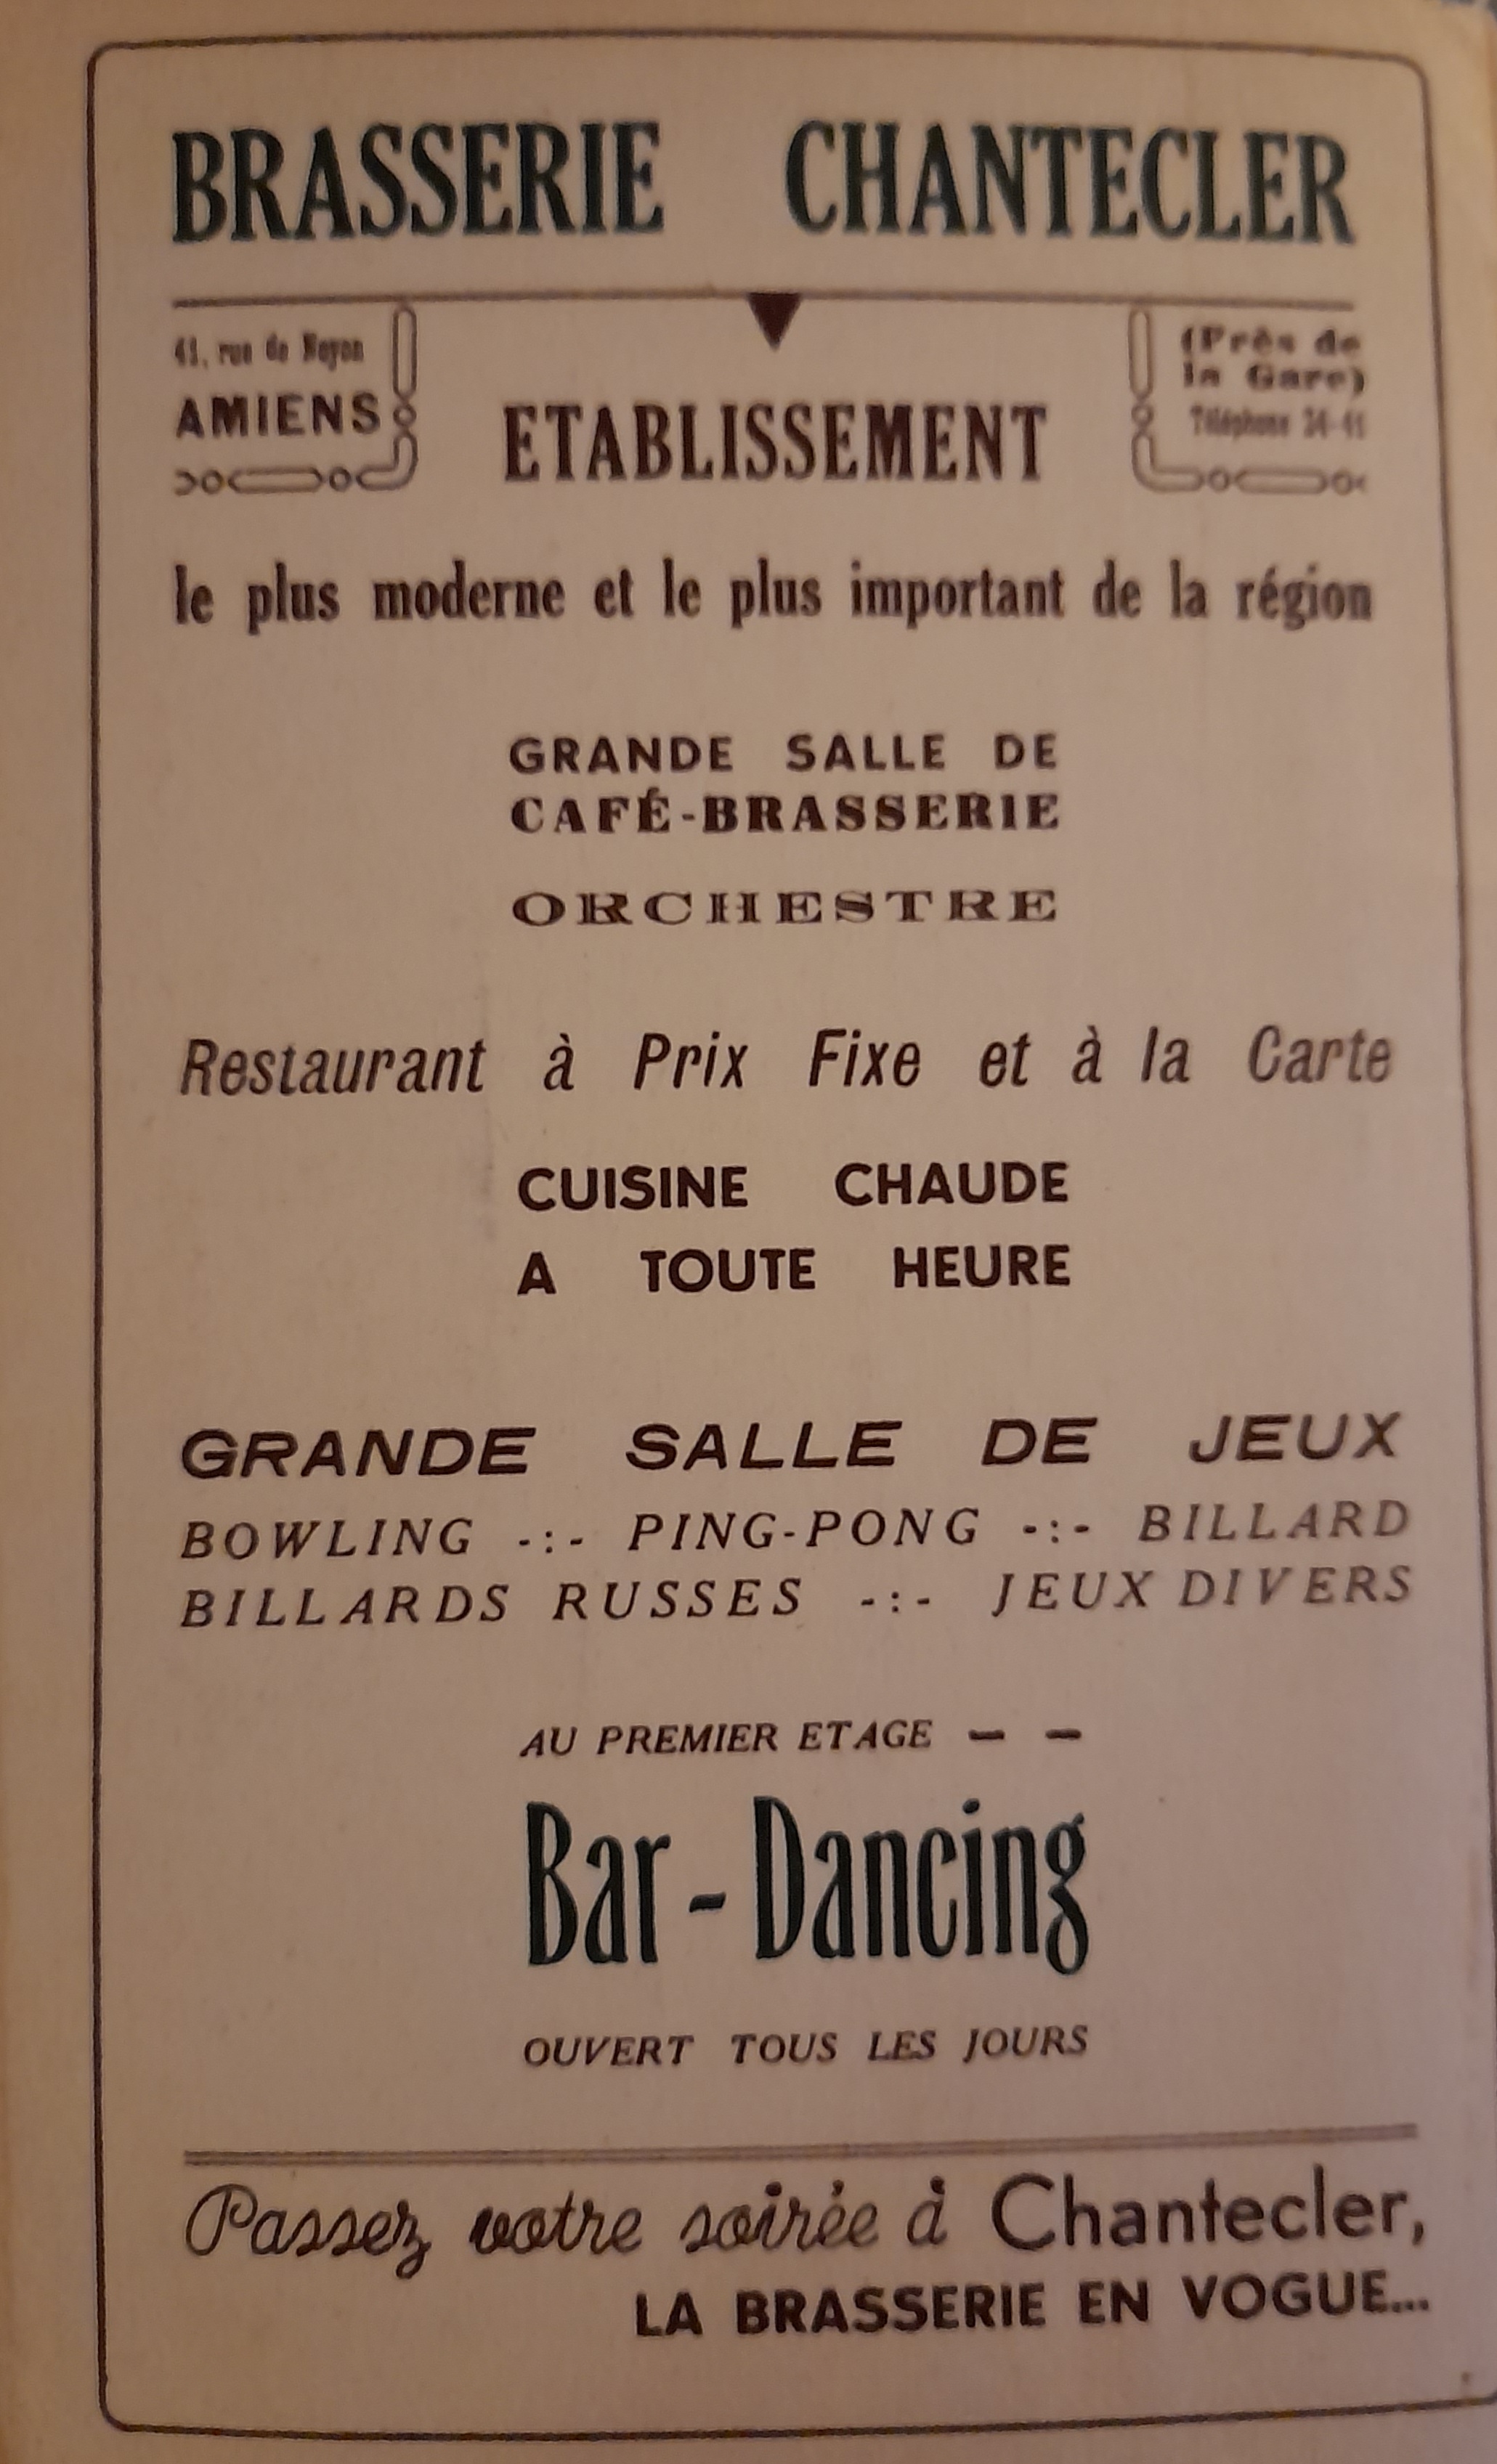 BRASSERIE CHANTECLER
41, rue de Noyon
AMIENS
(Près de
la Gare)
Téléphone 34-41
ETABLISSEMENT
le plus moderne et le plus important de la région
GRANDE SALLE DE
CAFÉ-BRASSERIE
ORCHESTRE
Restaurant à Prix Fixe et à la Carte
CUISINE CHAUDE
A TOUTE HEURE
GRANDE SALLE DE JEUX
BOWLING -:- PING-PONG -:- BILLARD
BILLARDS RUSSES -:- JEUX DIVERS
AU PREMIER ETAGE — —
Bar-Dancing
OUVERT TOUS LES JOURS
Passez votre soirée à Chantecler,
LA BRASSERIE EN VOGUE...